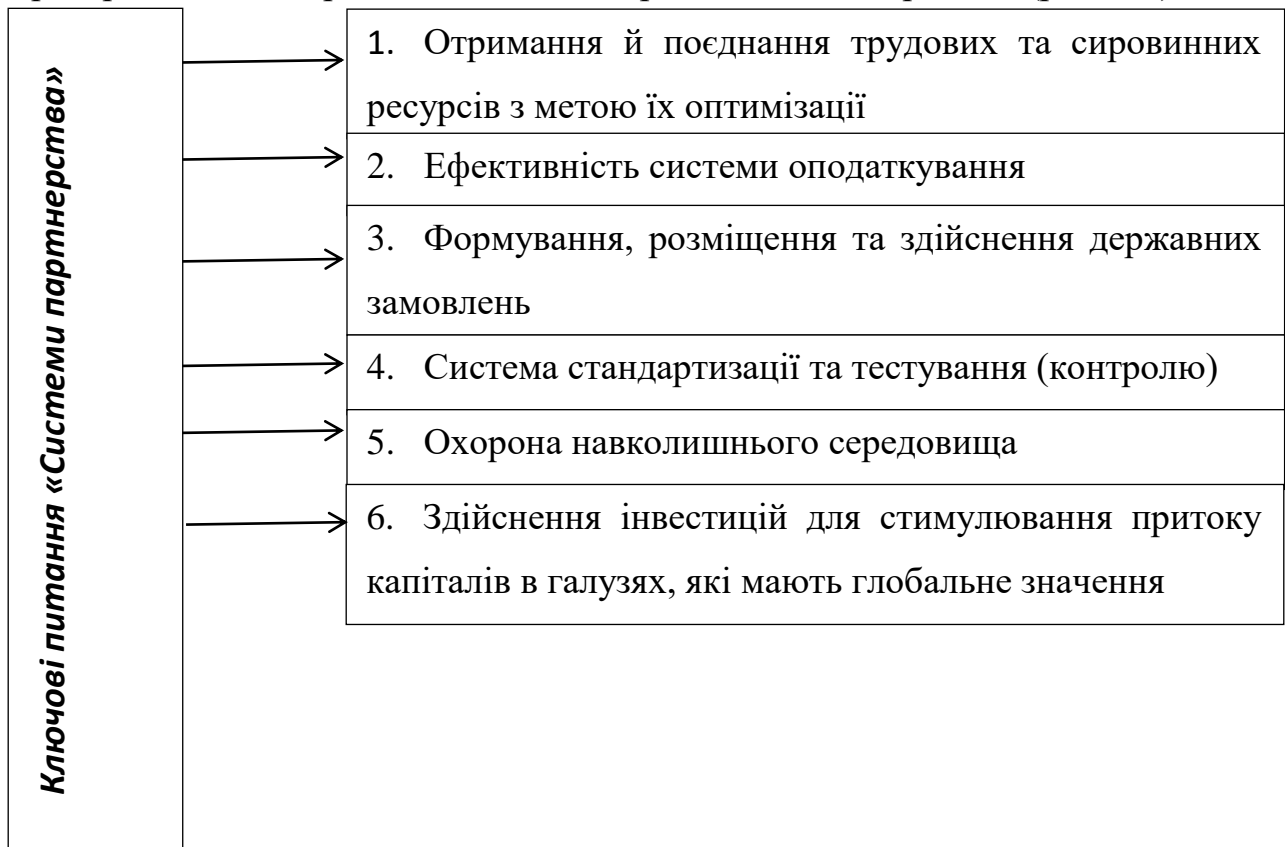 Ключові питання «Системи партнерства»
1. Отримання й поєднання трудових та сировинних
ресурсів з метою їх оптимізації
2. Ефективність системи оподаткування
3. Формування, розміщення та здійснення державних
замовлень
4. Система стандартизації та тестування (контролю)
5. Охорона навколишнього середовища
6. Здійснення інвестицій для стимулювання притоку
капіталів в галузях, які мають глобальне значення